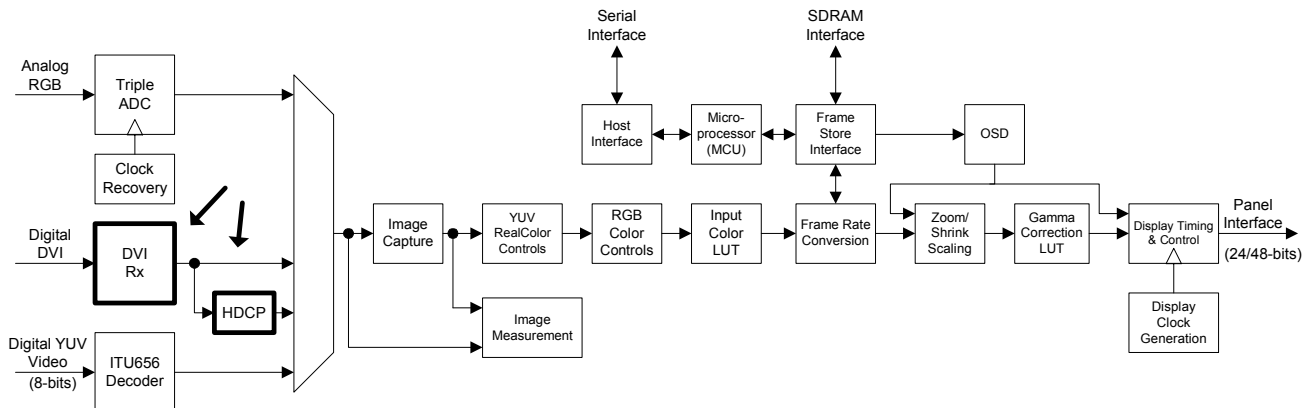 Serial
Interface
SDRAM
Interface
Analog
RGB
Triple
ADC
Clock
Recovery
Host
Interface
Micro-
processor
(MCU)
Frame
Store
Interface
OSD
Digital
DVI
DVI
Rx
HDCP
Image
Capture
YUV
RealColor
Controls
RGB
Color
Controls
Input
Color
LUT
Frame Rate
Conversion
Zoom/
Shrink
Scaling
Gamma
Correction
LUT
Display Timing
& Control
Panel
Interface
(24/48-bits)
Image
Measurement
Display
Clock
Generation
Digital YUV
Video
(8-bits)
ITU656
Decoder